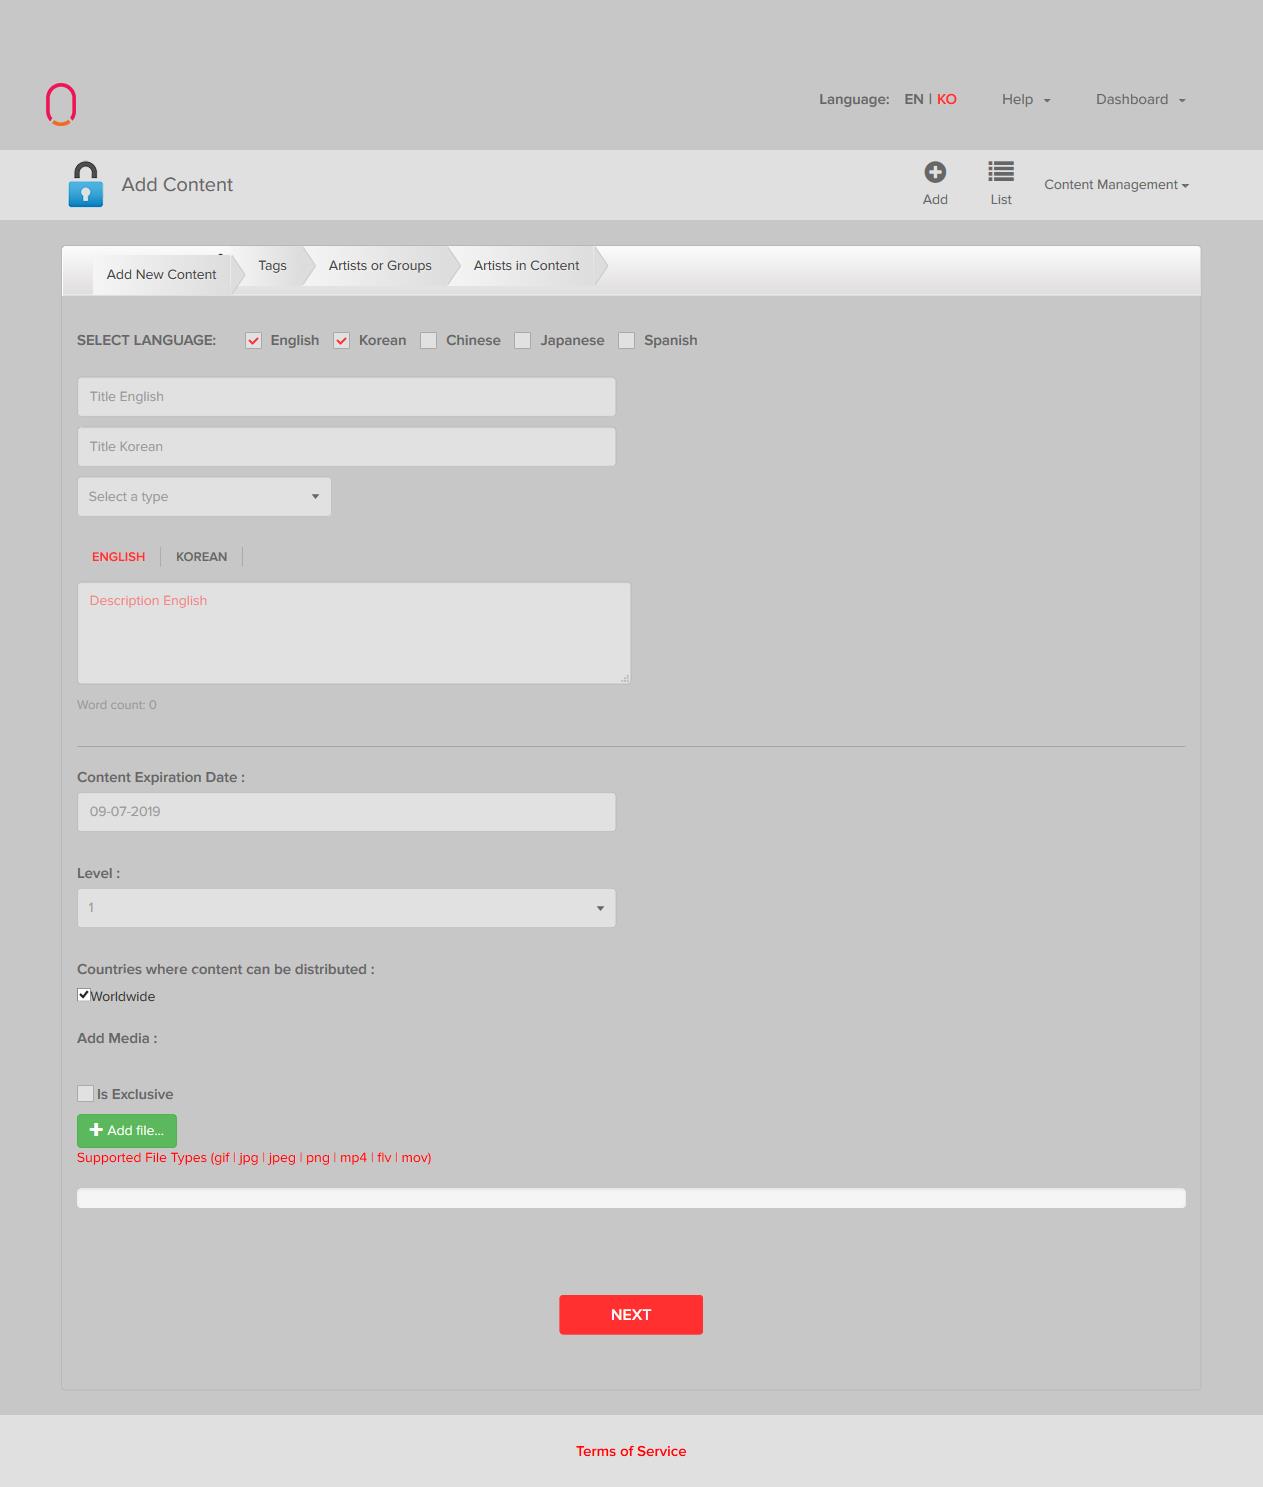 Language: EN | KO Help Dashboard
Add Content
Add List Content Management
Add New Content Tags Artists or Groups Artists in Content
SELECT LANGUAGE: English Korean Chinese Japanese Spanish
Title English
Title Korean
Select a type
ENGLISH KOREAN
Description English
Word count: 0
Content Expiration Date :
09-07-2019
Level :
1
Countries where content can be distributed :
Worldwide
Add Media :
Is Exclusive
Add file...
Supported File Types (gif | jpg | jpeg | png | mp4 | flv | mov)
NEXT
Terms of Service